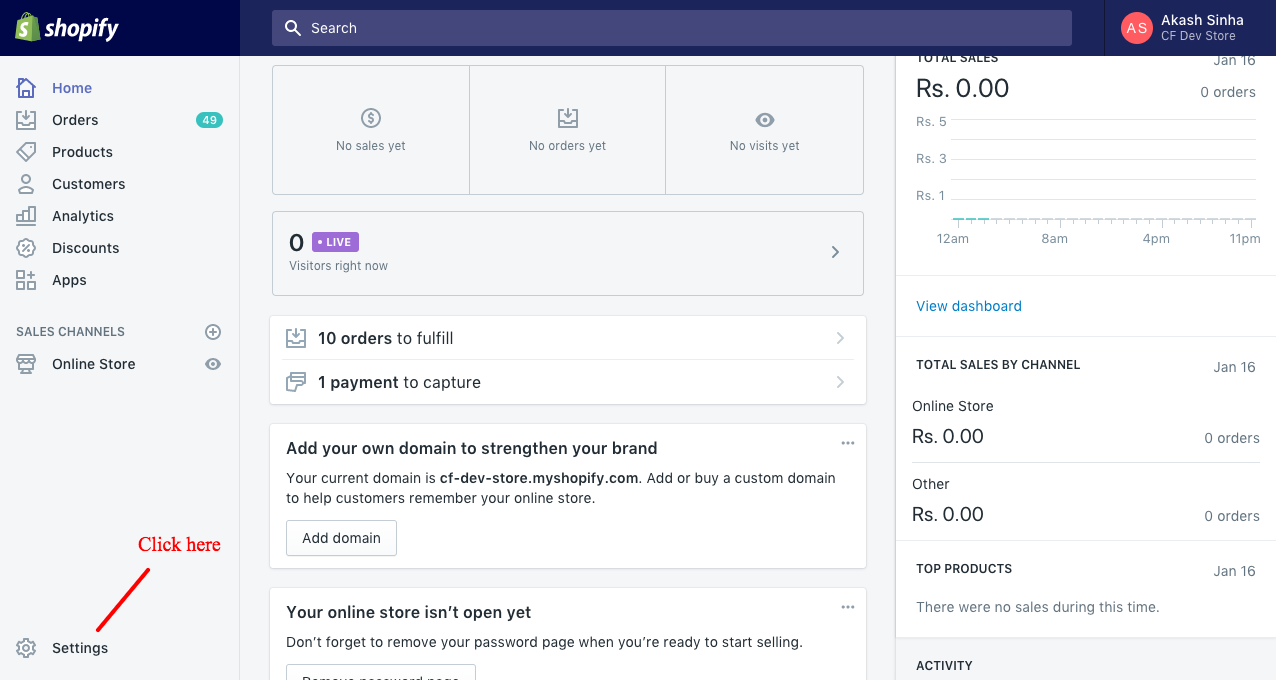 shopify
Search
AS
Akash Sinha
CF Dev Store
Home
Orders
49
Products
Customers
Analytics
Discounts
Apps
SALES CHANNELS
Online Store
Click here
Settings
No sales yet
No orders yet
No visits yet
0 • LIVE
Visitors right now
10 orders to fulfill
1 payment to capture
Add your own domain to strengthen your brand
Your current domain is cf-dev-store.myshopify.com. Add or buy a custom domain
to help customers remember your online store.
Add domain
Your online store isn’t open yet
Don’t forget to remove your password page when you’re ready to start selling.
Remove password page
TOTAL SALES
Jan 16
Rs. 0.00
0 orders
Rs. 5
Rs. 3
Rs. 1
12am 8am 4pm 11pm
View dashboard
TOTAL SALES BY CHANNEL
Jan 16
Online Store
Rs. 0.00
0 orders
Other
Rs. 0.00
0 orders
TOP PRODUCTS
Jan 16
There were no sales during this time.
ACTIVITY